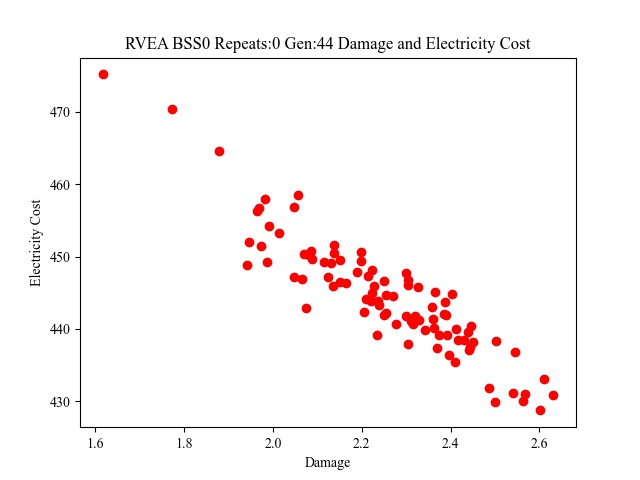 RVEA BSS0 Repeats:0 Gen:44 Damage and Electricity Cost
470
460
450
440
430
Electricity Cost
1.6 1.8 2.0 2.2 2.4 2.6
Damage